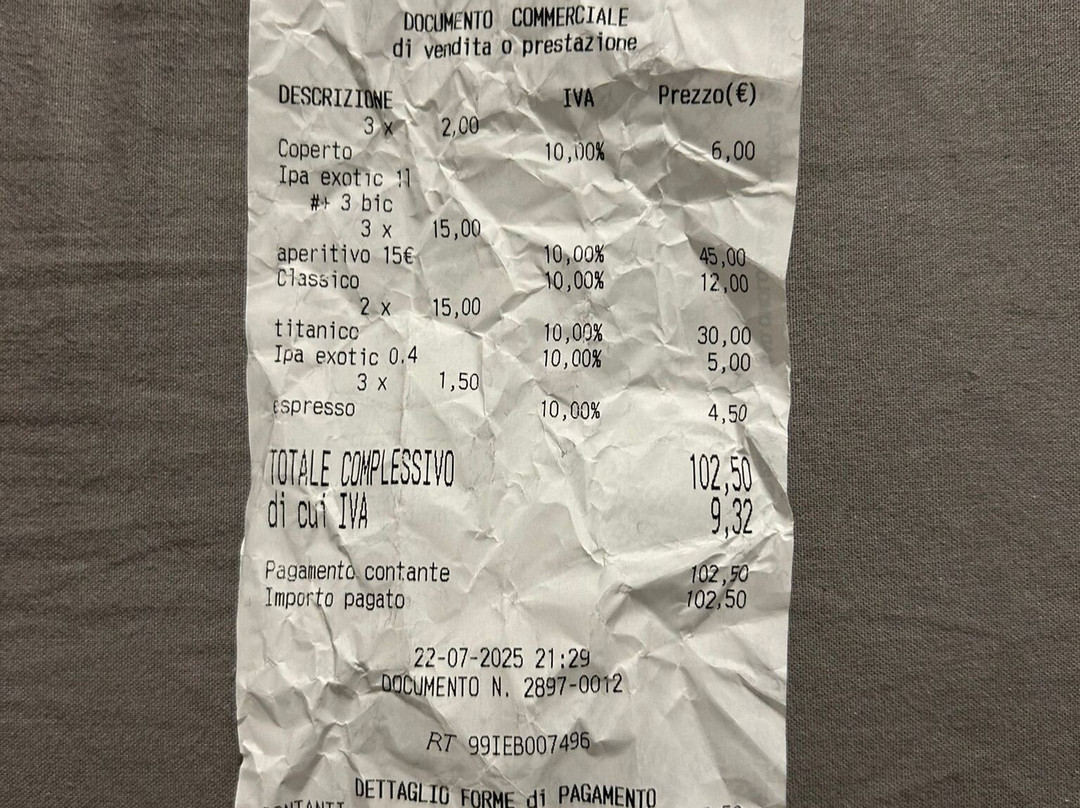 DOCUMENTO COMMERCIALE
di vendita o prestazione
DESCRIZIONE IVA Prezzo(€)
3 x 2,00
Coperto 10,00% 6,00
Ipa exotic 1l
#+ 3 bic
3 x 15,00
aperitivo 15€ 10,00% 45,00
Classico 10,00% 12,00
2 x 15,00
titanico 10,00% 30,00
Ipa exotic 0.4 10,00% 5,00
3 x 1,50
espresso 10,00% 4,50
TOTALE COMPLESSIVO 102,50
di cui IVA 9,32
Pagamento contante 102,50
Importo pagato 102,50
22-07-2025 21:29
DOCUMENTO N. 2897-0012
RT 99IEB007496
DETTAGLIO FORME di PAGAMENTO